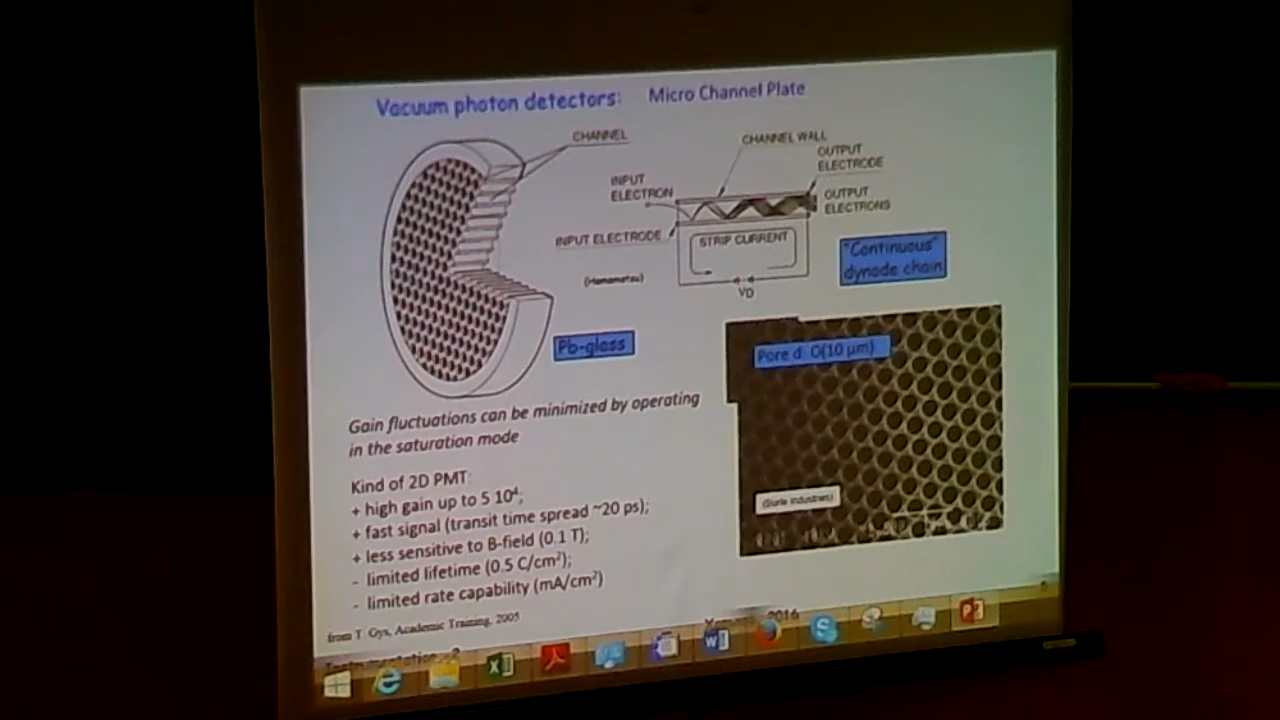 Vacuum photon detectors: Micro Channel Plate
CHANNEL
CHANNEL WALL
OUTPUT
ELECTRODE
INPUT
ELECTRON
OUTPUT
ELECTRONS
INPUT ELECTRODE
STRIP CURRENT
"Continuous"
dynode chain
(Hamamatsu)
VD
Pb-glass
Pore d: O(10 μm)
Gain fluctuations can be minimized by operating
in the saturation mode
Kind of 2D PMT:
+ high gain up to 5 10⁴;
+ fast signal (transit time spread ~20 ps);
+ less sensitive to B-field (0.1 T);
- limited lifetime (0.5 C/cm²);
- limited rate capability (mA/cm²)
(Burle Industries)
from T. Gys, Academic Training, 2005
2016